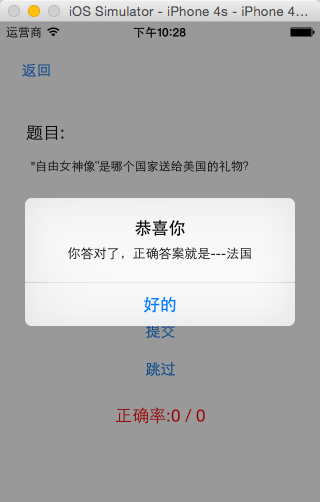 iOS Simulator - iPhone 4s - iPhone 4...
运营商 下午10:28
返回
题目:
"自由女神像"是哪个国家送给美国的礼物?
恭喜你
你答对了，正确答案就是---法国
好的
提交
跳过
正确率:0 / 0